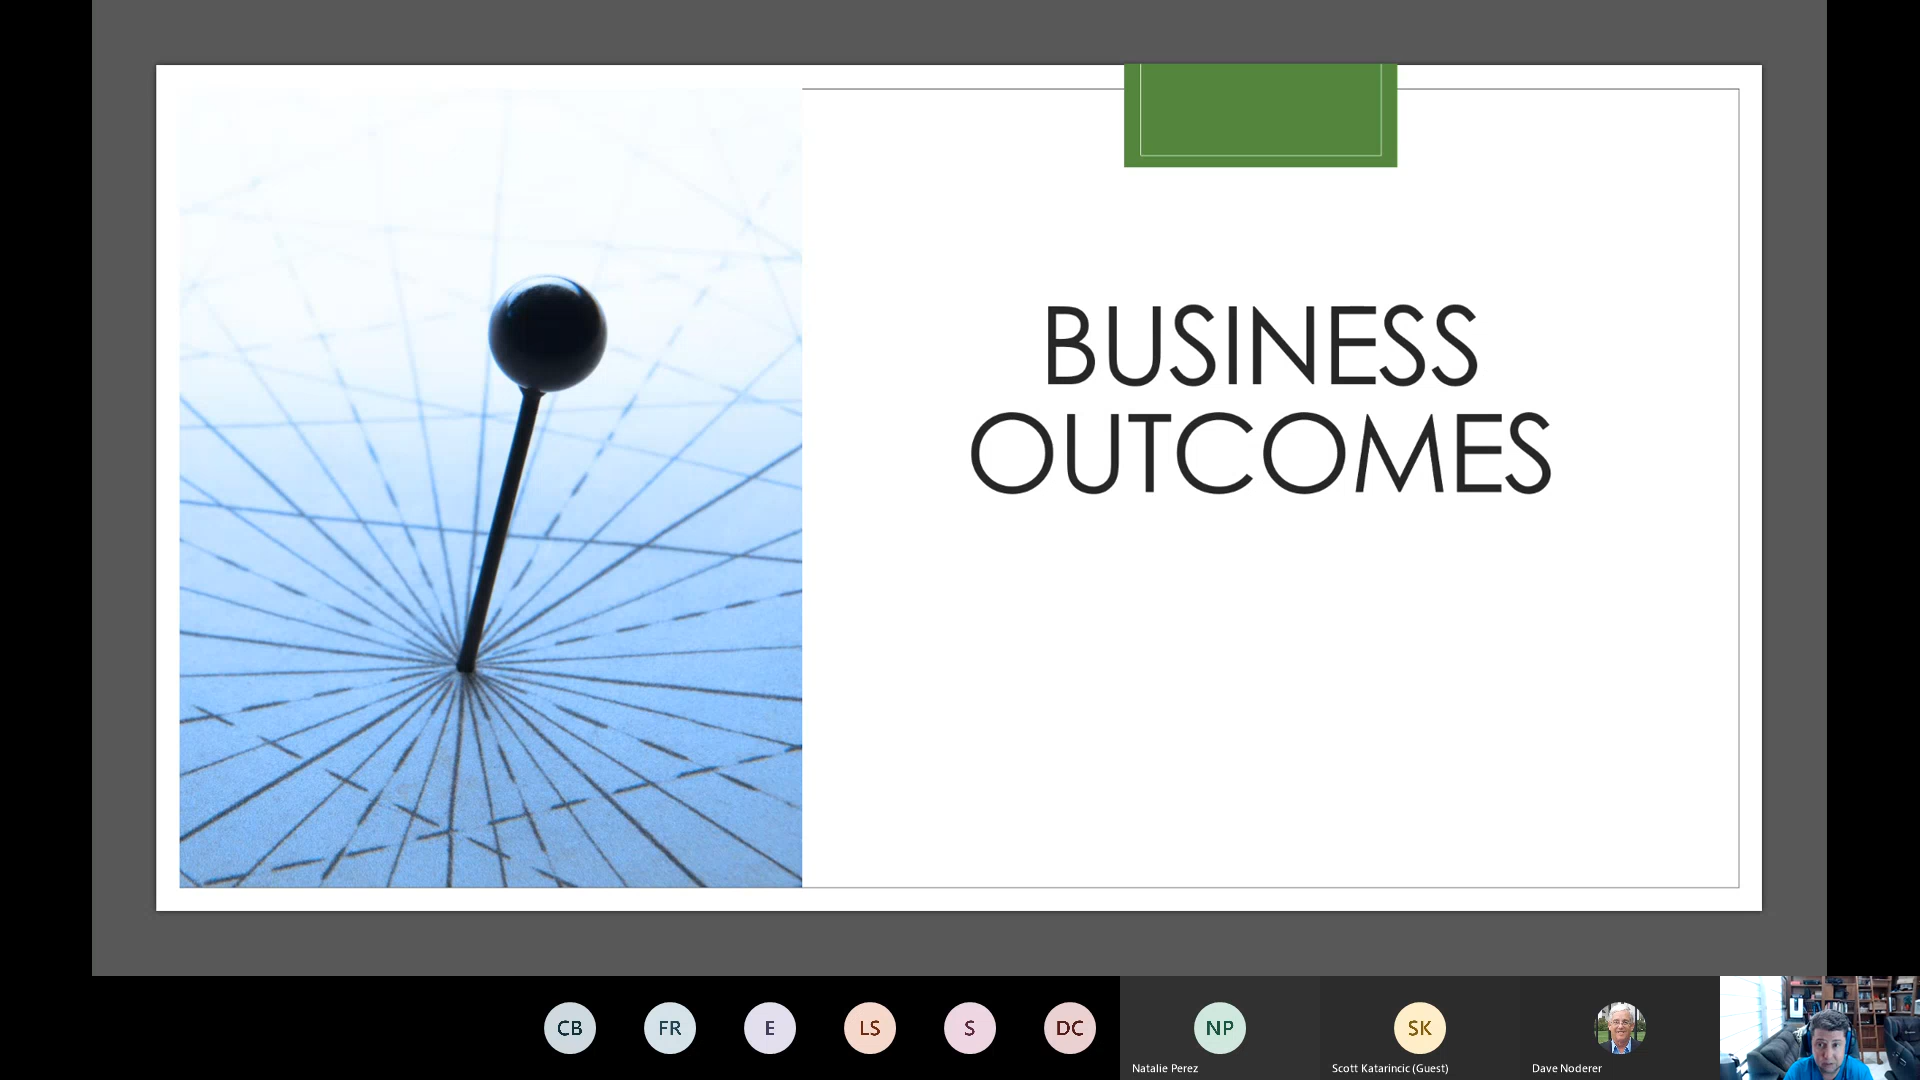 BUSINESS
OUTCOMES
CB
FR
E
LS
S
DC
NP
SK
Natalie Perez
Scott Katarincic (Guest)
Dave Noderer